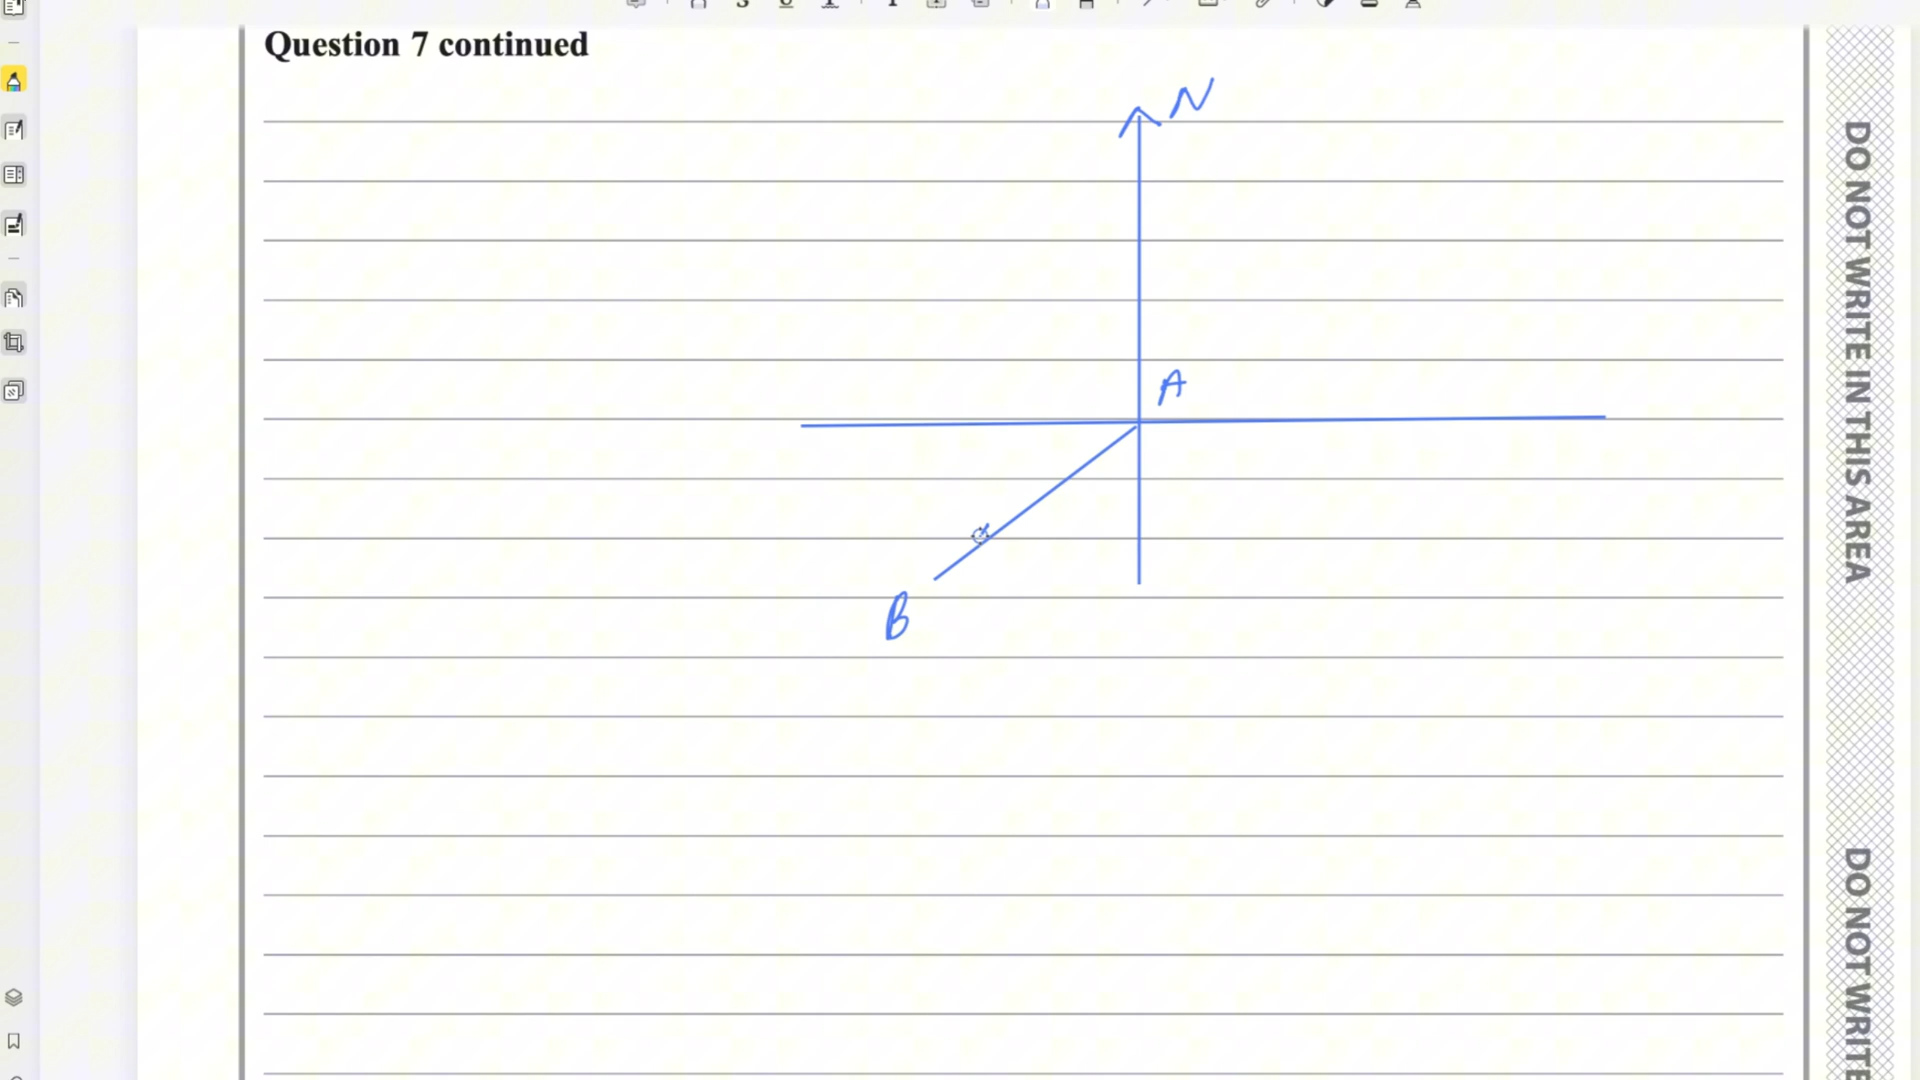 Question 7 continued
N
A
B
DO NOT WRITE IN THIS AREA
DO NOT WRITE